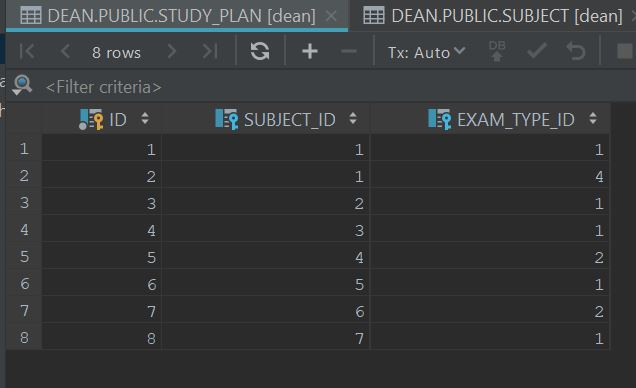 DEAN.PUBLIC.STUDY_PLAN [dean] DEAN.PUBLIC.SUBJECT [dean]
8 rows Tx: Auto DB
<Filter criteria>
ID SUBJECT_ID EXAM_TYPE_ID
1 1 1 1
2 2 1 4
3 3 2 1
4 4 3 1
5 5 4 2
6 6 5 1
7 7 6 2
8 8 7 1